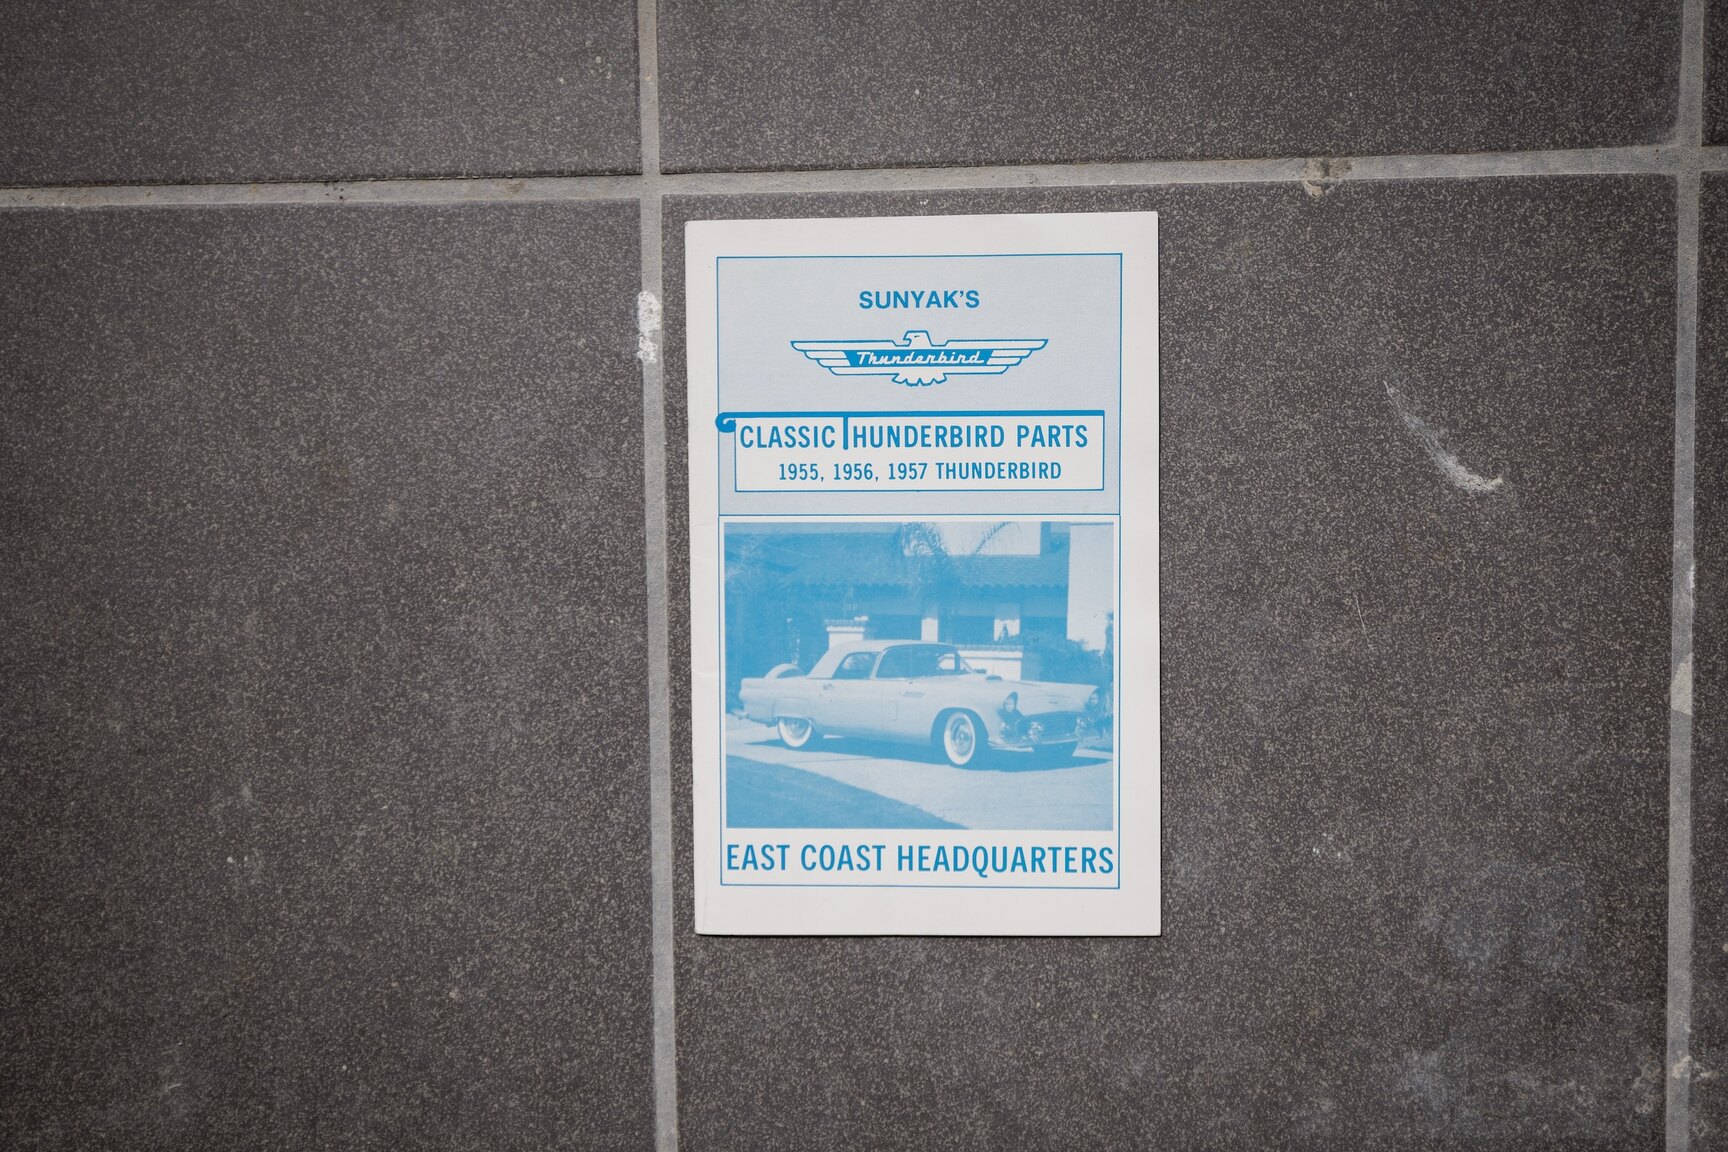 SUNYAK'S
Thunderbird
CLASSIC THUNDERBIRD PARTS
1955, 1956, 1957 THUNDERBIRD
EAST COAST HEADQUARTERS